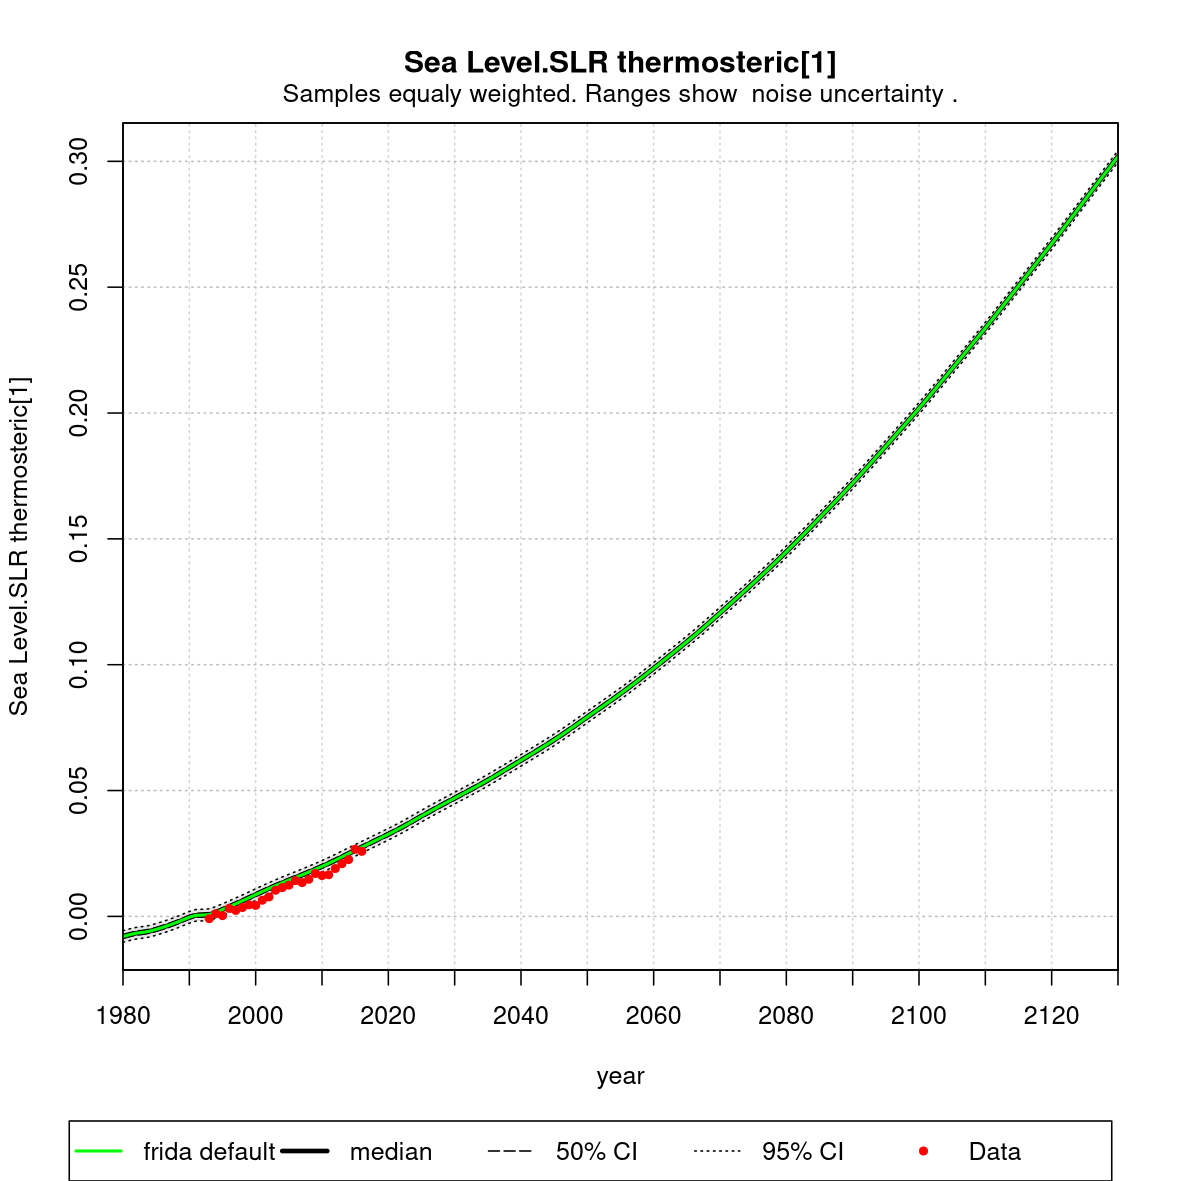 Sea Level.SLR thermosteric[1]
Samples equaly weighted. Ranges show  noise uncertainty .
Sea Level.SLR thermosteric[1]
0.30
0.25
0.20
0.15
0.10
0.05
0.00
1980 2000 2020 2040 2060 2080 2100 2120
year
frida default median 50% CI 95% CI Data